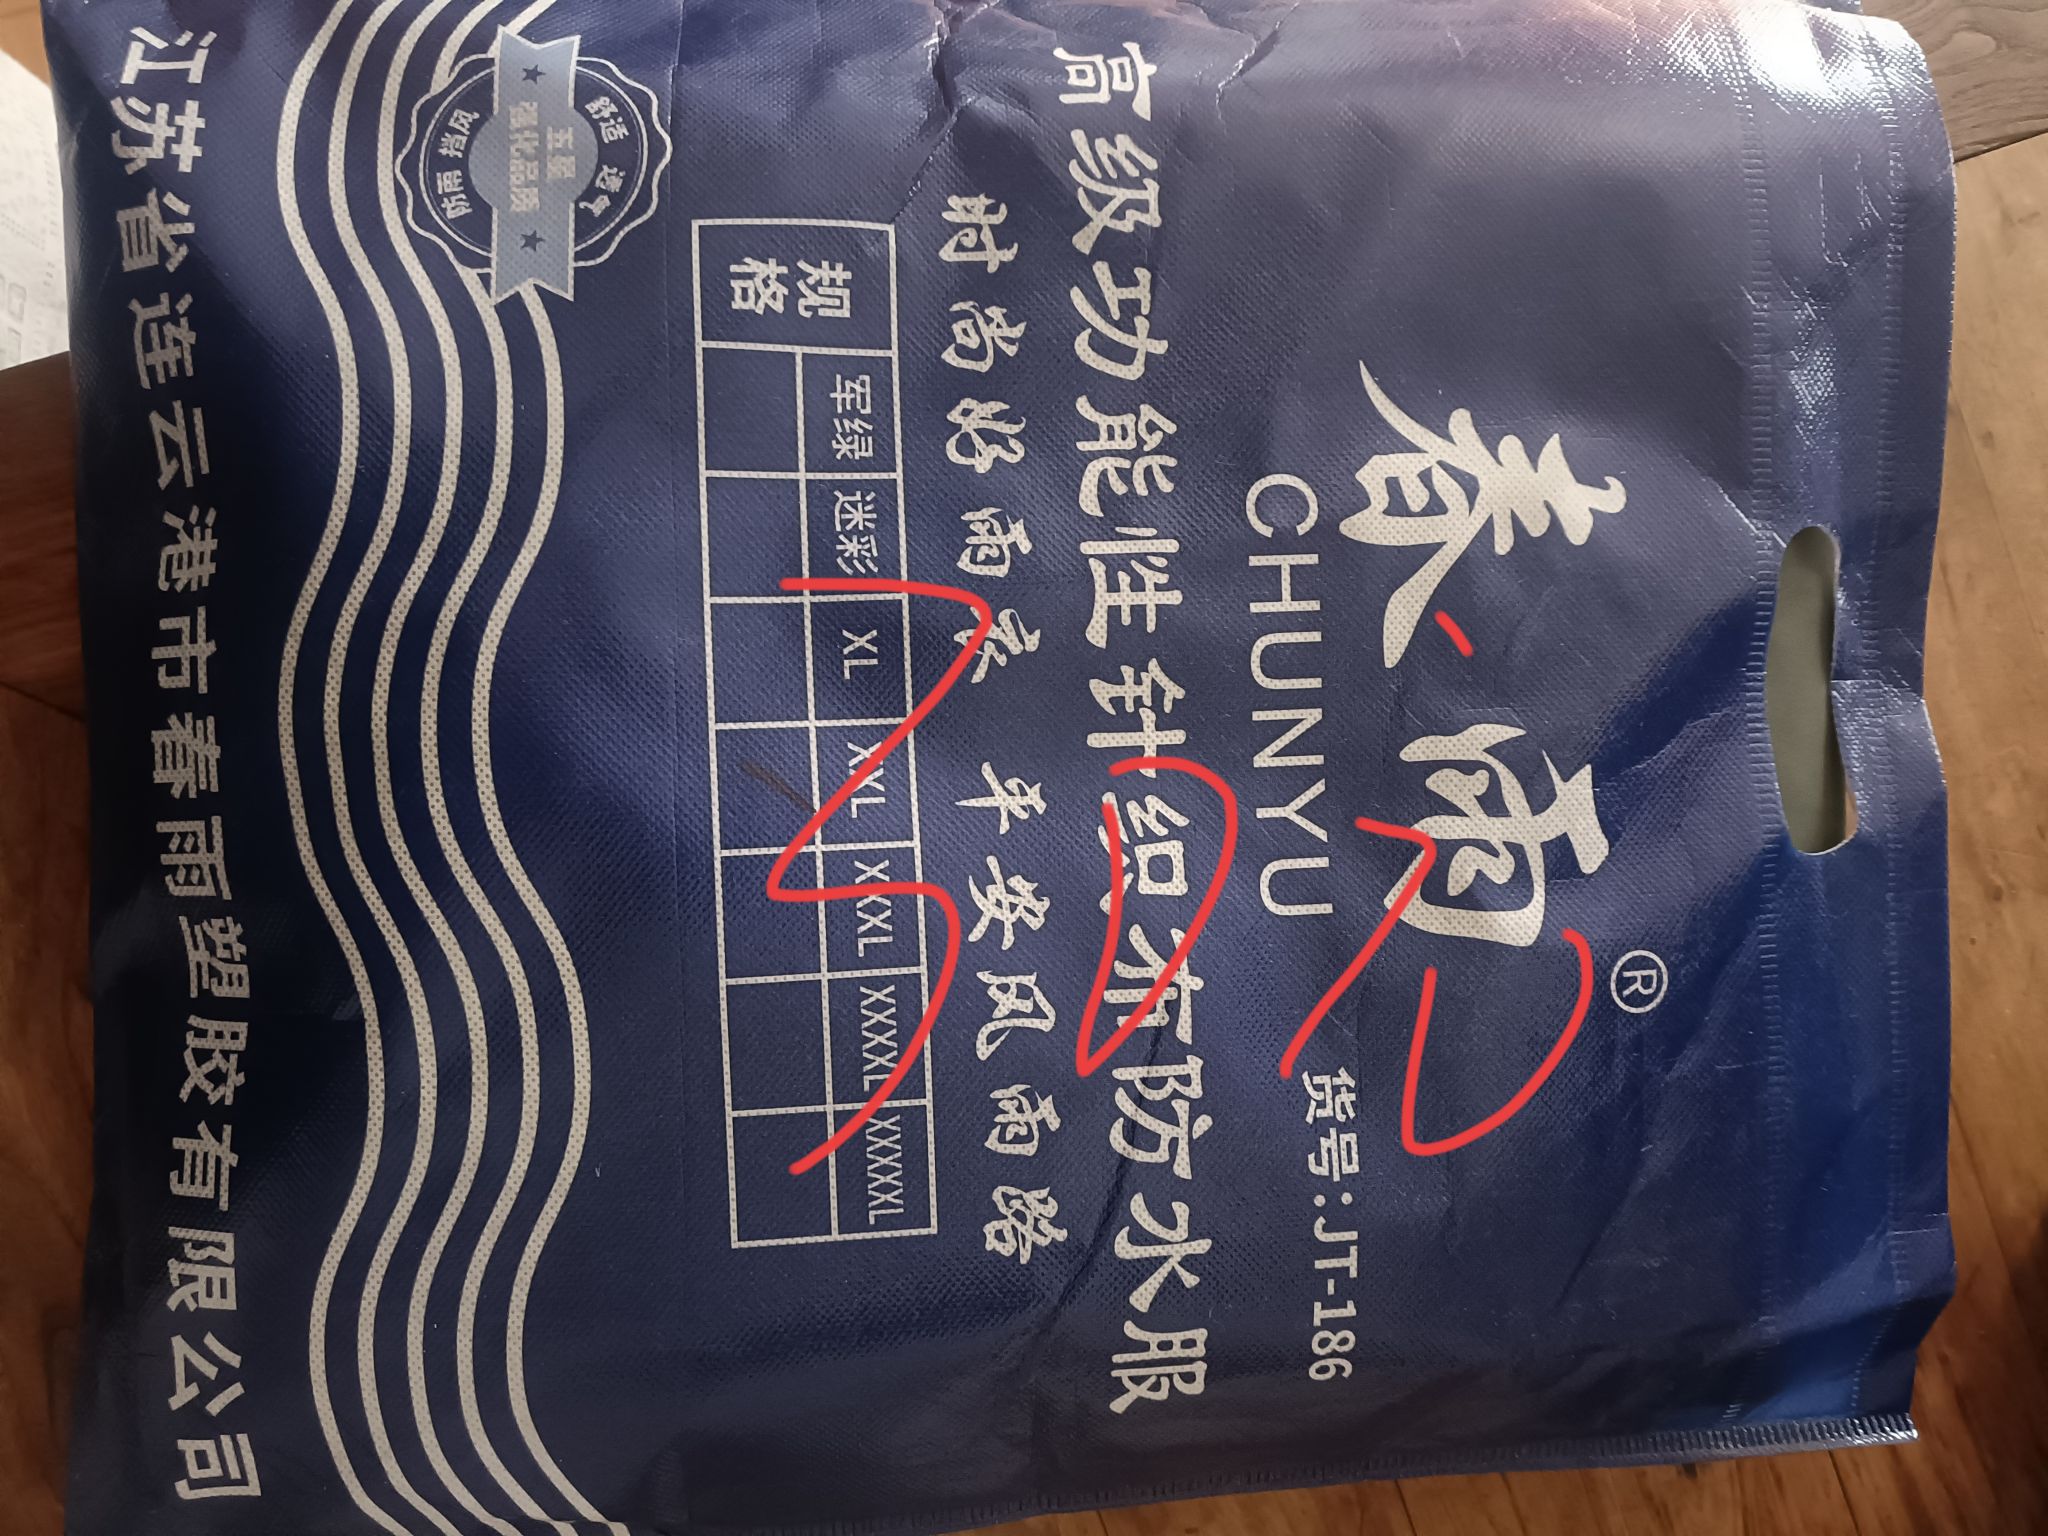 春雨®
CHUNYU
货号:JT-186
高级功能性针织布防水服
时尚好雨衣 平安风雨路
规格 军绿 迷彩 XL XXL XXXL XXXXL XXXXXL
防雨 挡风 舒适 透气
五星
强化品质
江苏省连云港市春雨塑胶有限公司